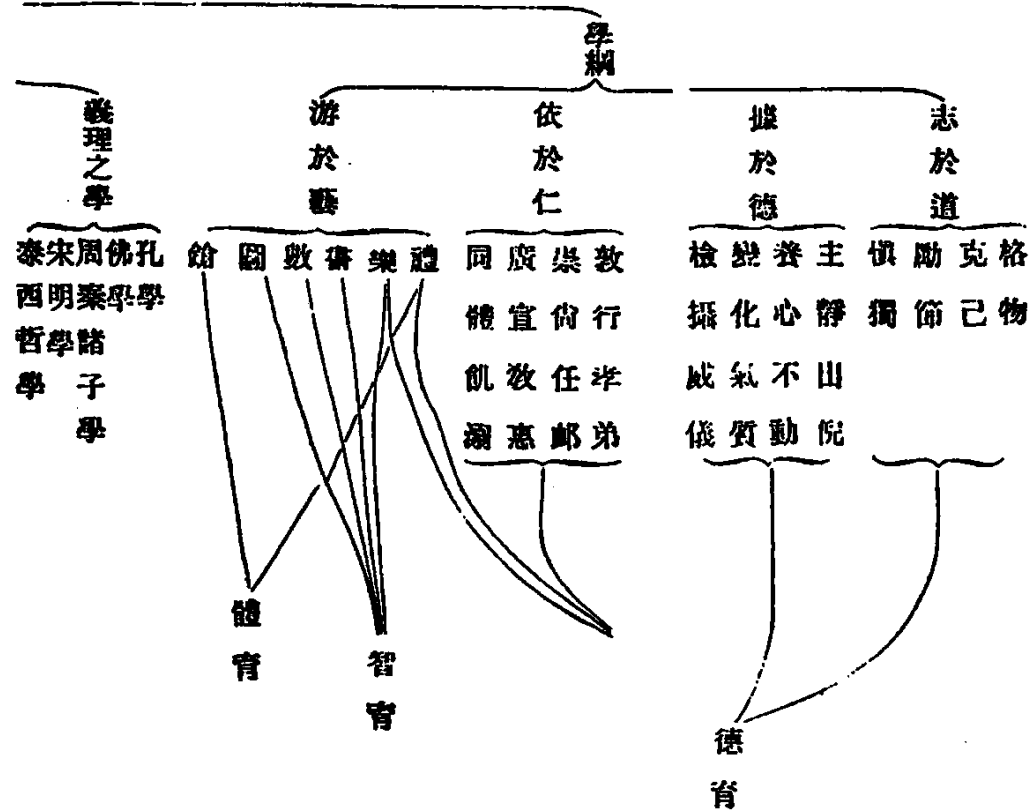 學綱
志於道
格物
克己
勵節
慎獨
據於德
主靜出倪
養心不動
變化氣質
檢攝威儀
依於仁
敦行孝弟
崇尚任邮
廣宣教惠
同體飢溺
游於藝
禮
樂
書
數
圖
鎗
義理之學
孔學
佛學
周秦諸子學
宋明學
泰西哲學
德育
智育
體育